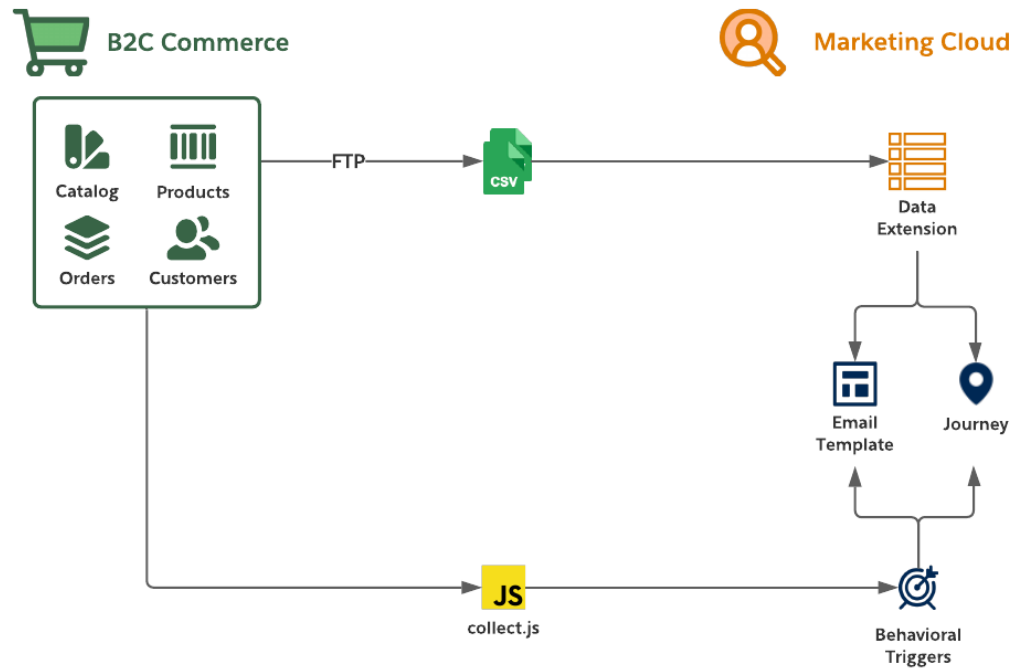 B2C Commerce
Marketing Cloud
Catalog
Products
Orders
Customers
FTP
CSV
Data
Extension
Email
Template
Journey
JS
collect.js
Behavioral
Triggers